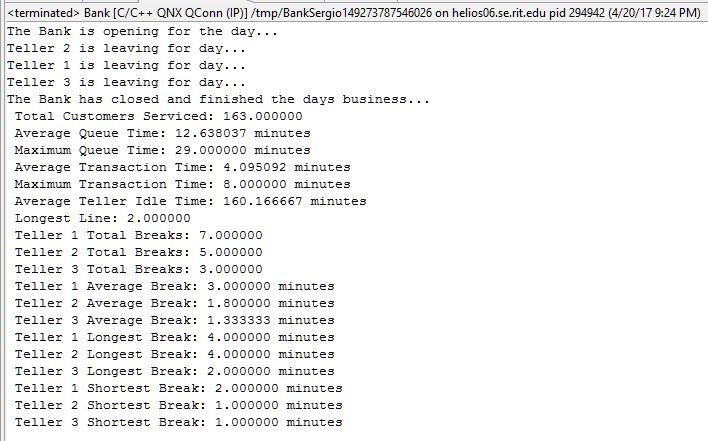 <terminated> Bank [C/C++ QNX QConn (IP)] /tmp/BankSergio149273787546026 on helios06.se.rit.edu pid 294942 (4/20/17 9:24 PM)
The Bank is opening for the day...
Teller 2 is leaving for day...
Teller 1 is leaving for day...
Teller 3 is leaving for day...
The Bank has closed and finished the days business...
Total Customers Serviced: 163.000000
Average Queue Time: 12.638037 minutes
Maximum Queue Time: 29.000000 minutes
Average Transaction Time: 4.095092 minutes
Maximum Transaction Time: 8.000000 minutes
Average Teller Idle Time: 160.166667 minutes
Longest Line: 2.000000
Teller 1 Total Breaks: 7.000000
Teller 2 Total Breaks: 5.000000
Teller 3 Total Breaks: 3.000000
Teller 1 Average Break: 3.000000 minutes
Teller 2 Average Break: 1.800000 minutes
Teller 3 Average Break: 1.333333 minutes
Teller 1 Longest Break: 4.000000 minutes
Teller 2 Longest Break: 4.000000 minutes
Teller 3 Longest Break: 2.000000 minutes
Teller 1 Shortest Break: 2.000000 minutes
Teller 2 Shortest Break: 1.000000 minutes
Teller 3 Shortest Break: 1.000000 minutes